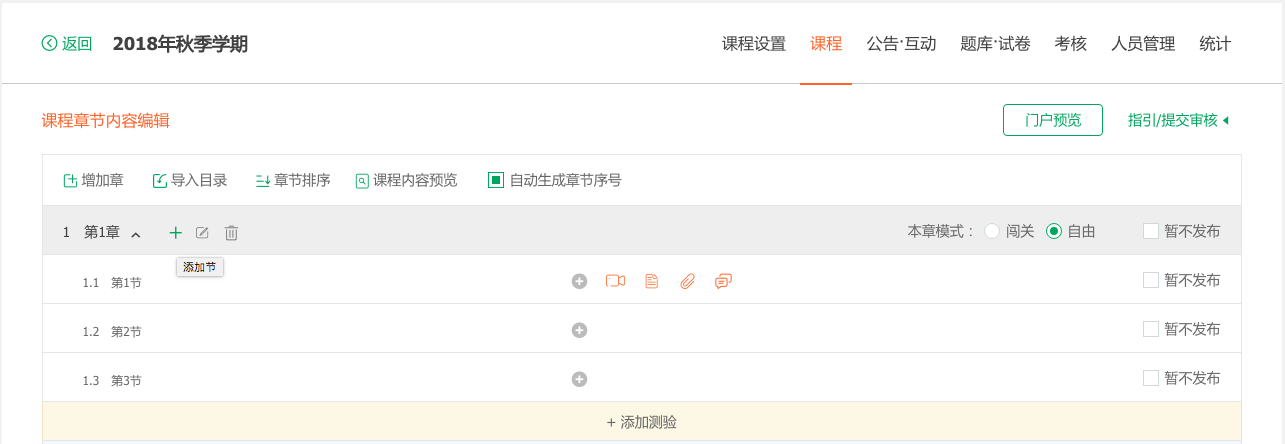 返回 2018年秋季学期 课程设置 课程 公告·互动 题库·试卷 考核 人员管理 统计
课程章节内容编辑 门户预览 指引/提交审核
增加章 导入目录 章节排序 课程内容预览 自动生成章节序号
1 第1章 本章模式： 闯关 自由 暂不发布
添加节
1.1 第1节 暂不发布
1.2 第2节 暂不发布
1.3 第3节 暂不发布
+ 添加测验